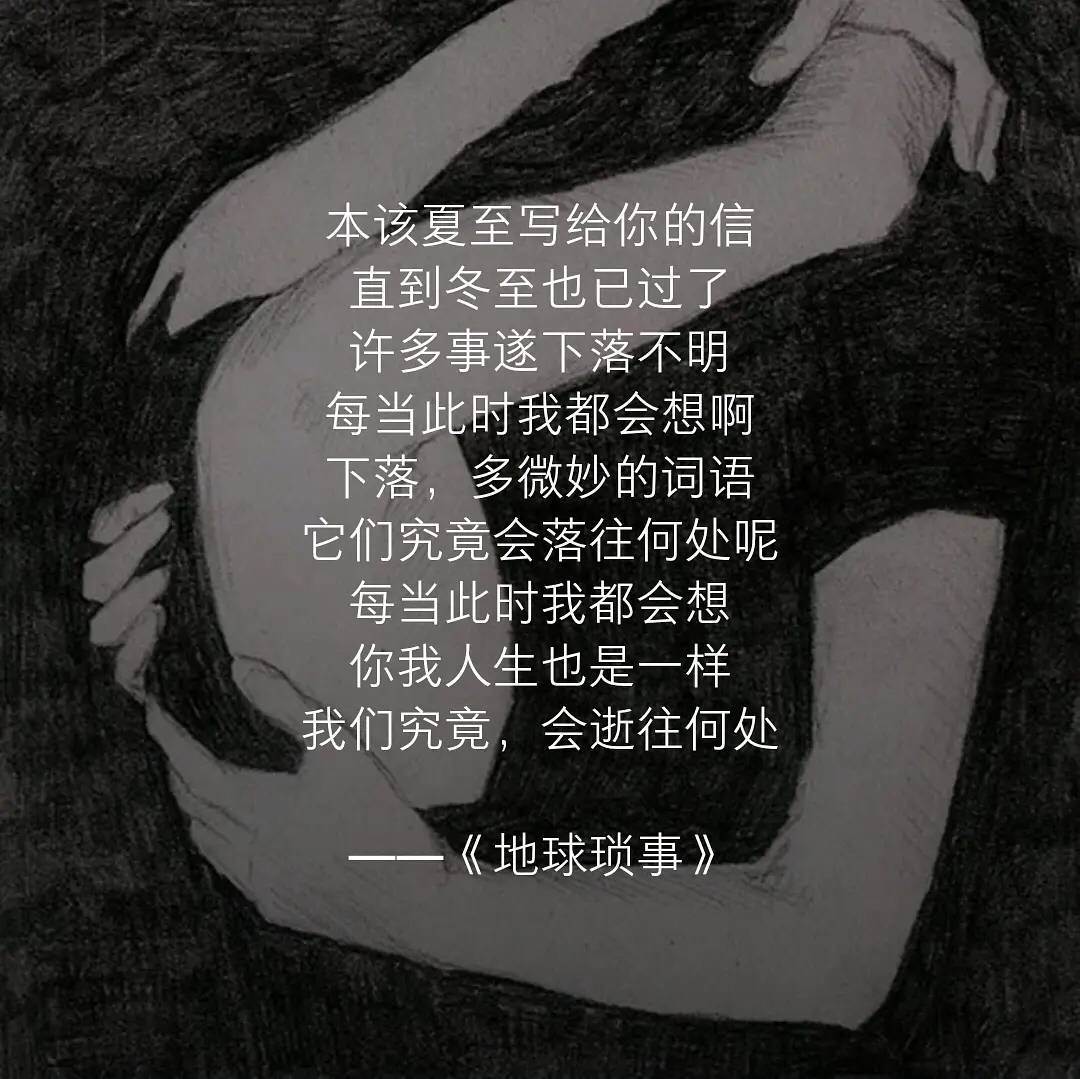 本该夏至写给你的信
直到冬至也已过了
许多事遂下落不明
每当此时我都会想啊
下落，多微妙的词语
它们究竟会落往何处呢
每当此时我都会想
你我人生也是一样
我们究竟，会逝往何处
——《地球琐事》